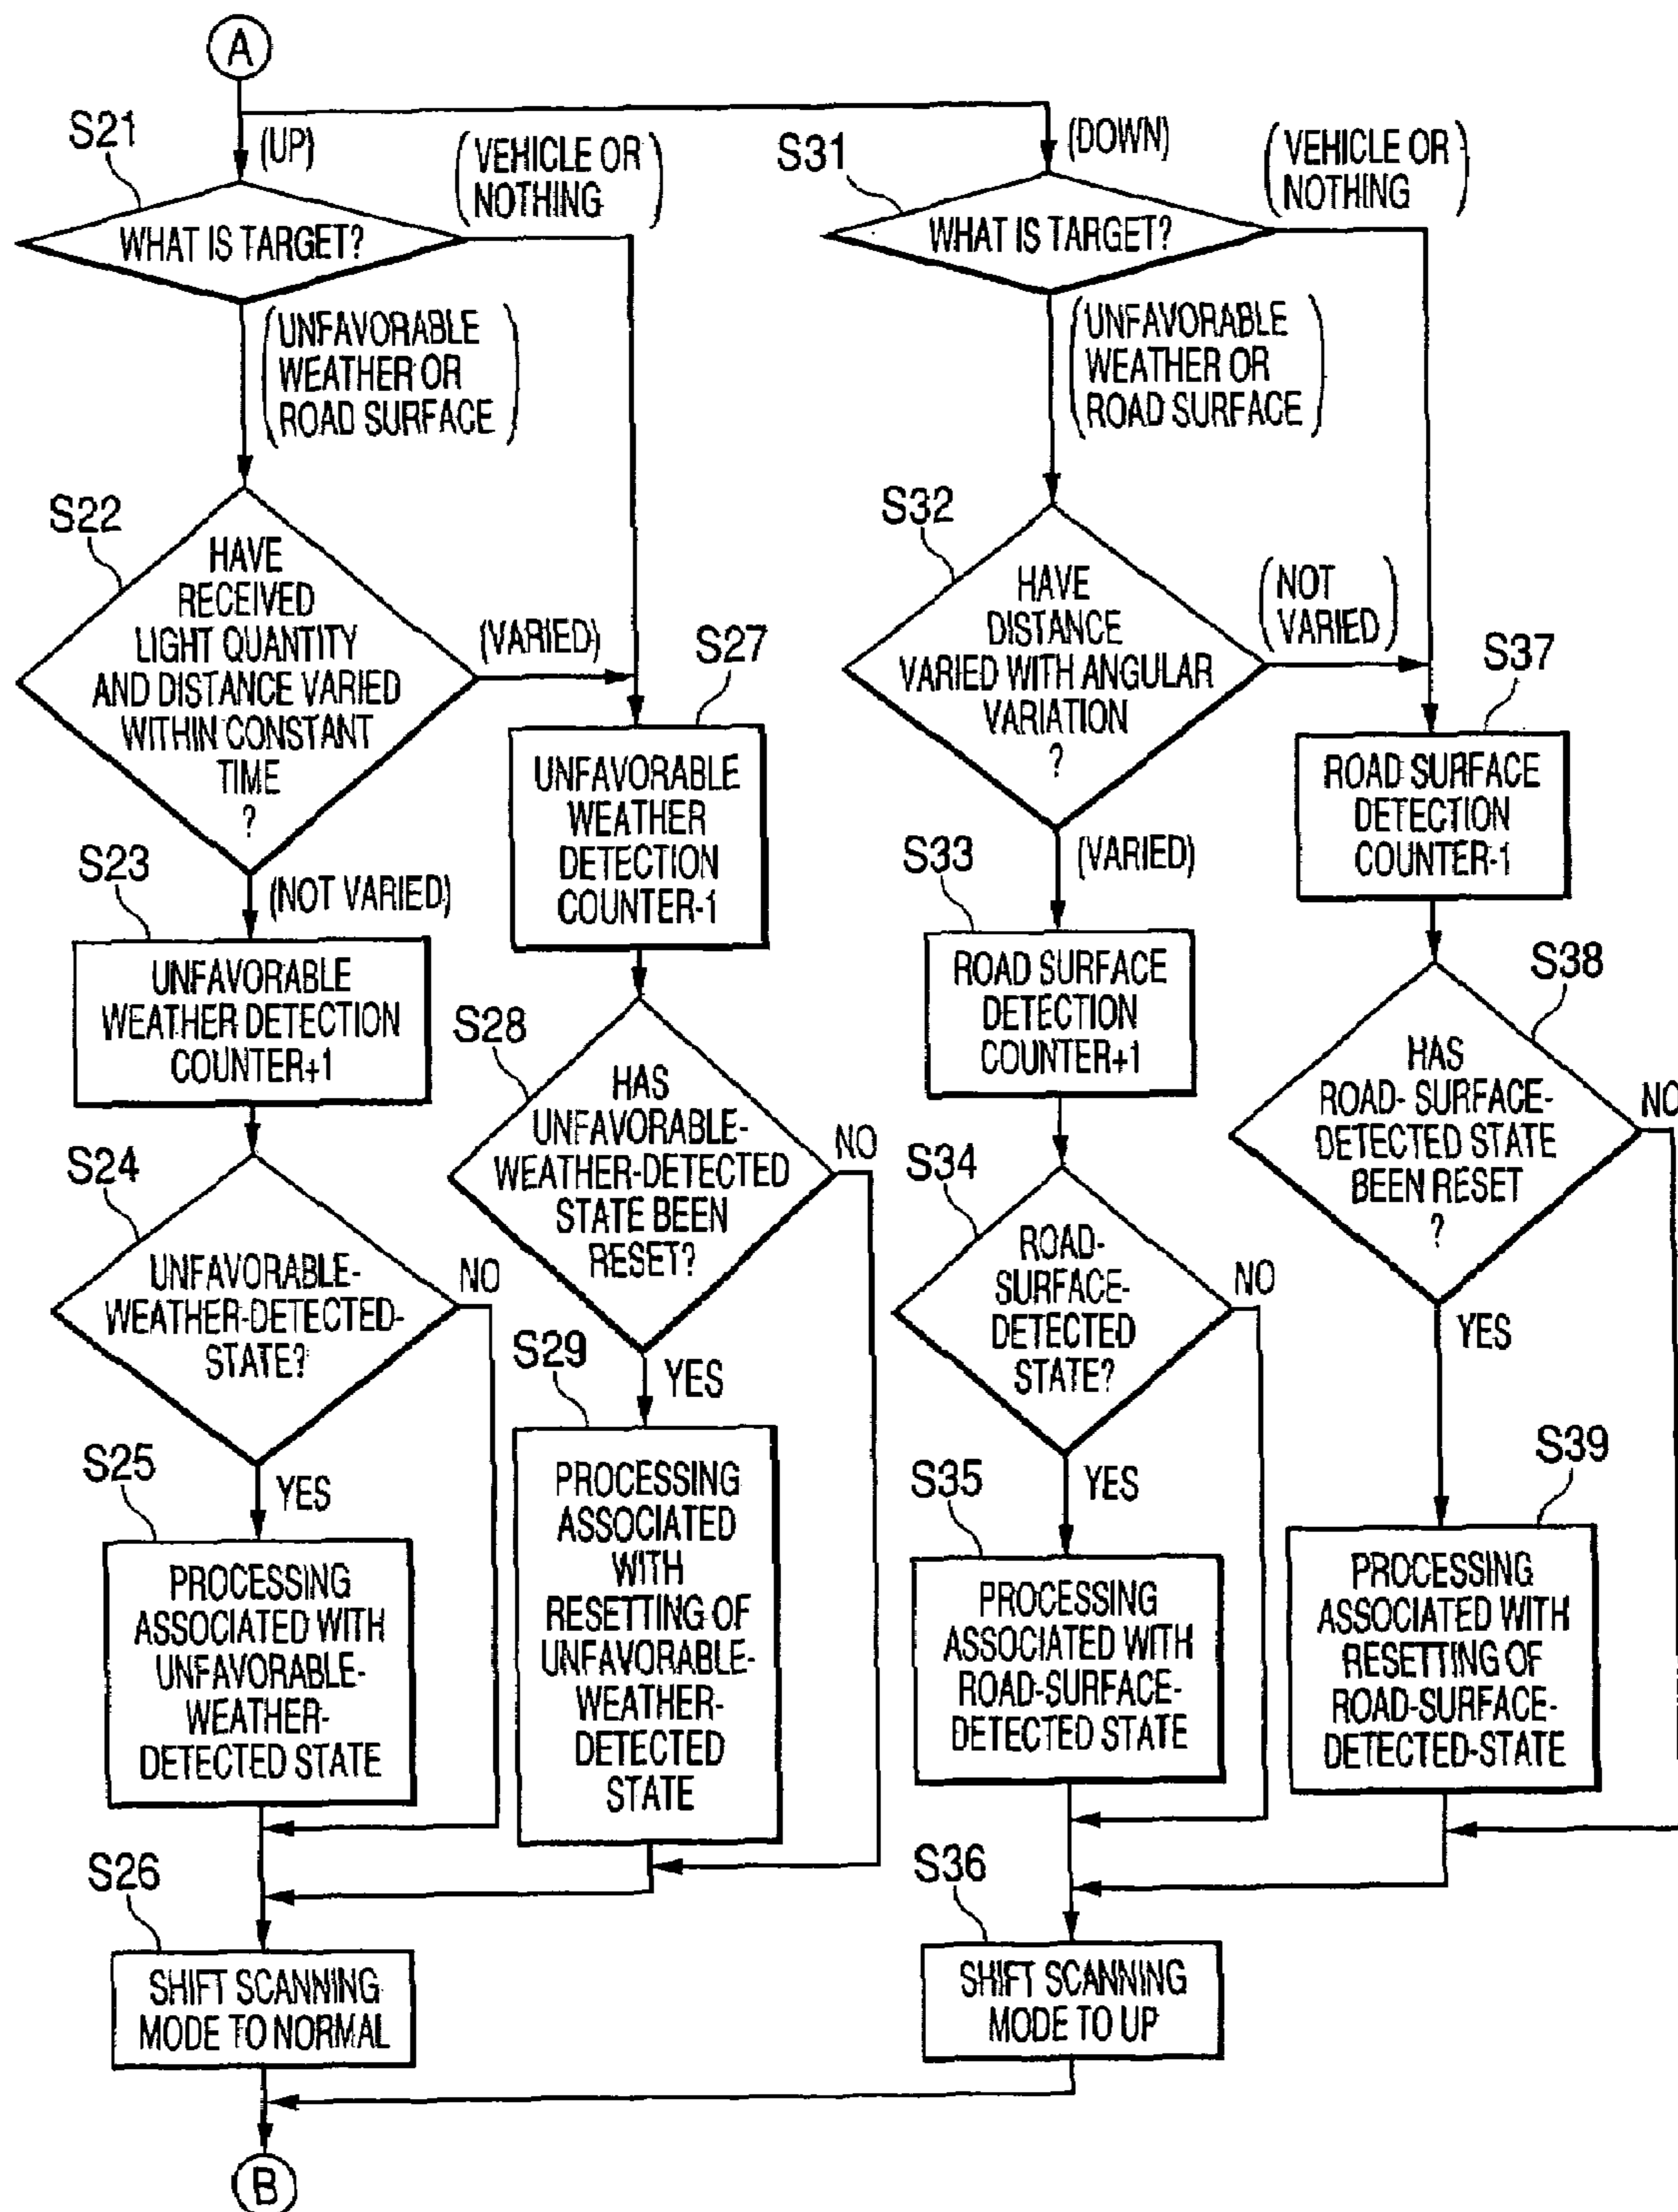 A
S21
(UP)
(VEHICLE OR
NOTHING)
WHAT IS TARGET?
(UNFAVORABLE
WEATHER OR
ROAD SURFACE)
S22
HAVE
RECEIVED
LIGHT QUANTITY
AND DISTANCE VARIED
WITHIN CONSTANT
TIME
?
(VARIED)
S27
UNFAVORABLE
WEATHER
DETECTION
COUNTER-1
S23
(NOT VARIED)
UNFAVORABLE
WEATHER DETECTION
COUNTER+1
S28
HAS
UNFAVORABLE-
WEATHER-DETECTED
STATE BEEN
RESET?
NO
S24
UNFAVORABLE-
WEATHER-DETECTED-
STATE?
NO
S29
YES
S25
YES
PROCESSING
ASSOCIATED WITH
UNFAVORABLE-
WEATHER-
DETECTED STATE
PROCESSING
ASSOCIATED
WITH
RESETTING OF
UNFAVORABLE-
WEATHER-
DETECTED
STATE
S26
SHIFT SCANNING
MODE TO NORMAL
S31
(DOWN)
(VEHICLE OR
NOTHING)
WHAT IS TARGET?
(UNFAVORABLE
WEATHER OR
ROAD SURFACE)
S32
HAVE
DISTANCE
VARIED WITH ANGULAR
VARIATION
?
(NOT
VARIED)
S37
ROAD SURFACE
DETECTION
COUNTER-1
S33
(VARIED)
ROAD SURFACE
DETECTION
COUNTER+1
S38
HAS
ROAD- SURFACE-
DETECTED STATE
BEEN RESET
?
NO
S34
ROAD-
SURFACE-
DETECTED
STATE?
NO
YES
S35
YES
PROCESSING
ASSOCIATED WITH
ROAD-SURFACE-
DETECTED STATE
S39
PROCESSING
ASSOCIATED WITH
RESETTING OF
ROAD-SURFACE-
DETECTED-STATE
S36
SHIFT SCANNING
MODE TO UP
B